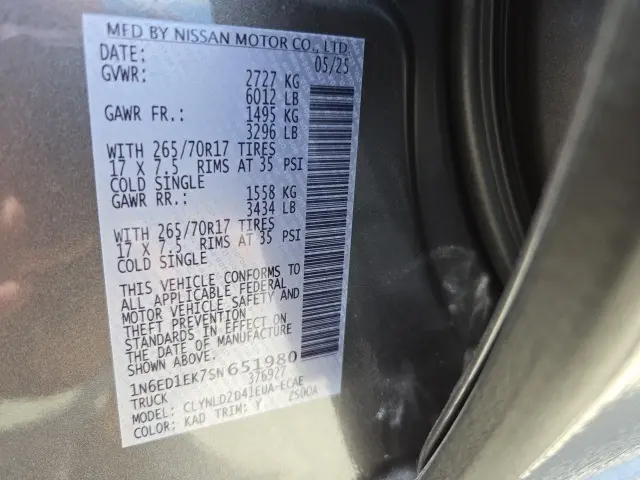 MFD BY NISSAN MOTOR CO., LTD.
DATE: 05/25
GVWR: 2727 KG
6012 LB
GAWR FR.: 1495 KG
3296 LB
WITH 265/70R17 TIRES
17 X 7.5 RIMS AT 35 PSI
COLD SINGLE
GAWR RR.: 1558 KG
3434 LB
WITH 265/70R17 TIRES
17 X 7.5 RIMS AT 35 PSI
COLD SINGLE
THIS VEHICLE CONFORMS TO
ALL APPLICABLE FEDERAL
MOTOR VEHICLE SAFETY AND
THEFT PREVENTION
STANDARDS IN EFFECT ON
THE DATE OF MANUFACTURE
SHOWN ABOVE.
1N6ED1EK7SN651980
TRUCK 376927
MODEL: CLYNLD2D41EUA-ECAE
COLOR: KAD TRIM: Y